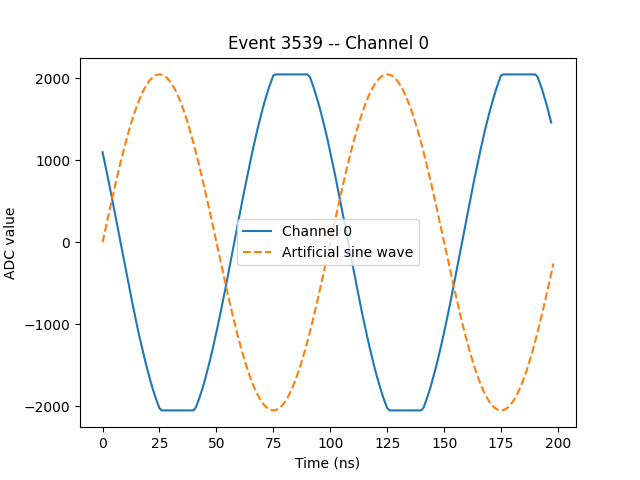 Event 3539 -- Channel 0
ADC value
2000
1000
0
−1000
−2000
Channel 0
Artificial sine wave
0 25 50 75 100 125 150 175 200
Time (ns)